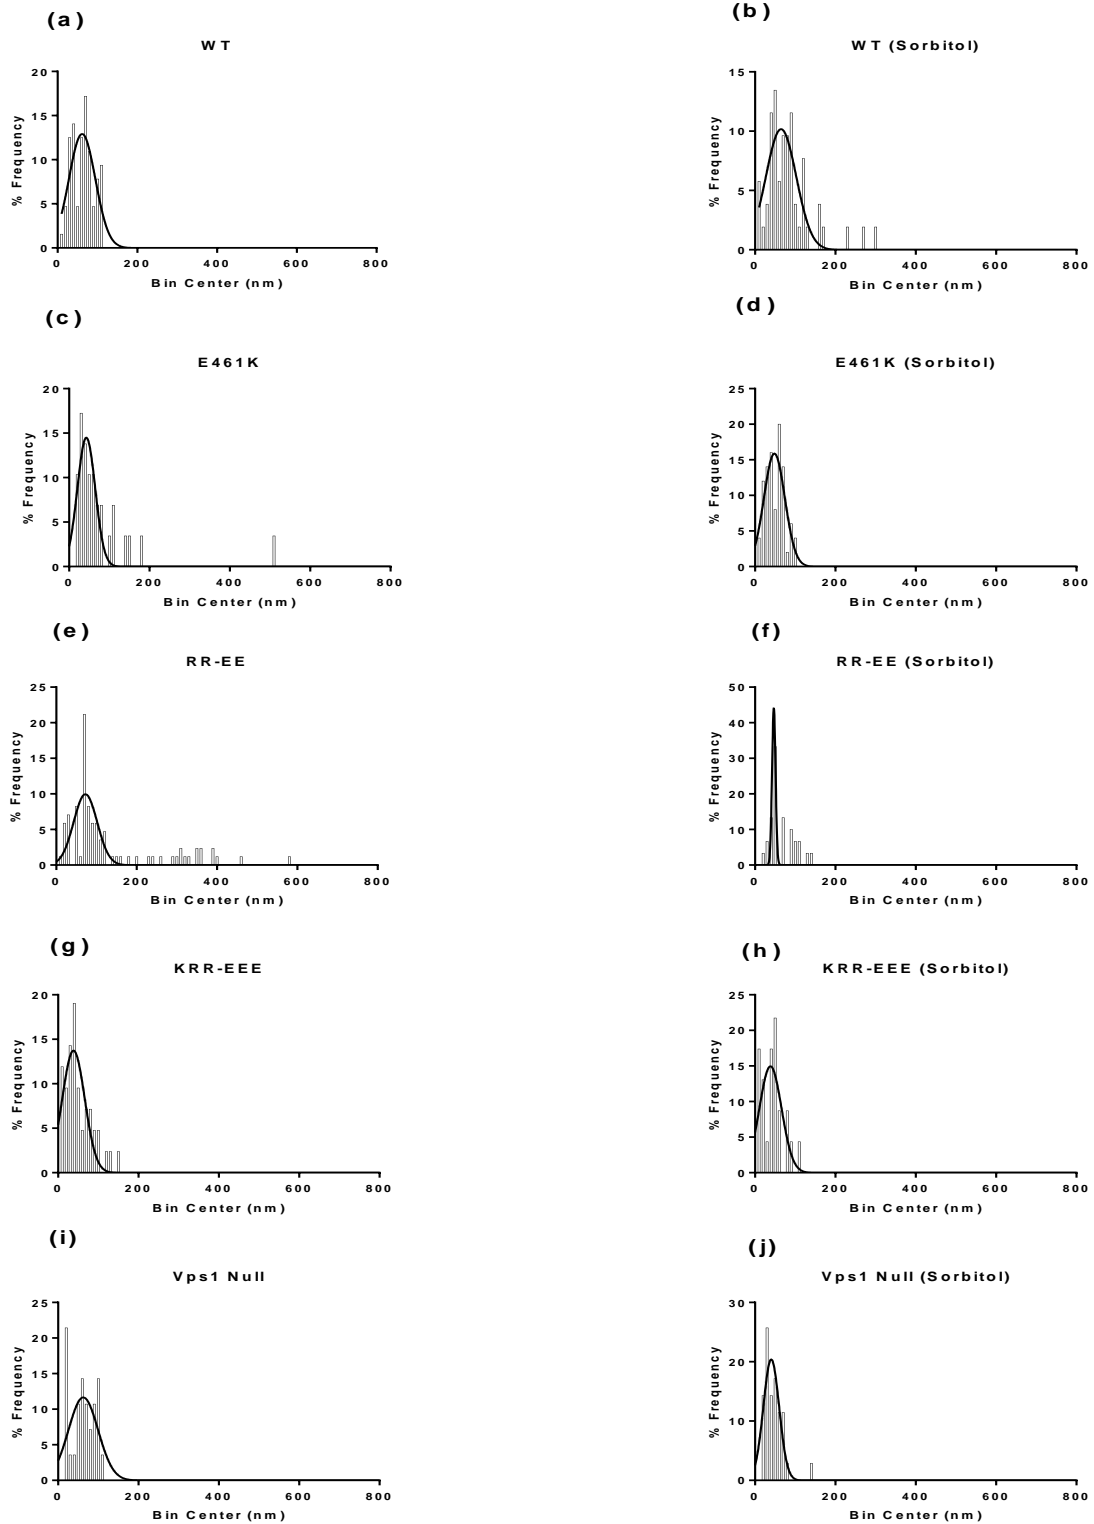 (a)
WT
% Frequency
20
15
10
5
0
0 200 400 600 800
Bin Center (nm)
(b)
WT (Sorbitol)
% Frequency
15
10
5
0
0 200 400 600 800
Bin Center (nm)
(c)
E461K
% Frequency
20
15
10
5
0
0 200 400 600 800
Bin Center (nm)
(d)
E461K (Sorbitol)
% Frequency
25
20
15
10
5
0
0 200 400 600 800
Bin Center (nm)
(e)
RR-EE
% Frequency
25
20
15
10
5
0
0 200 400 600 800
Bin Center (nm)
(f)
RR-EE (Sorbitol)
% Frequency
50
40
30
20
10
0
0 200 400 600 800
Bin Center (nm)
(g)
KRR-EEE
% Frequency
20
15
10
5
0
0 200 400 600 800
Bin Center (nm)
(h)
KRR-EEE (Sorbitol)
% Frequency
25
20
15
10
5
0
0 200 400 600 800
Bin Center (nm)
(i)
Vps1 Null
% Frequency
25
20
15
10
5
0
0 200 400 600 800
Bin Center (nm)
(j)
Vps1 Null (Sorbitol)
% Frequency
30
20
10
0
0 200 400 600 800
Bin Center (nm)